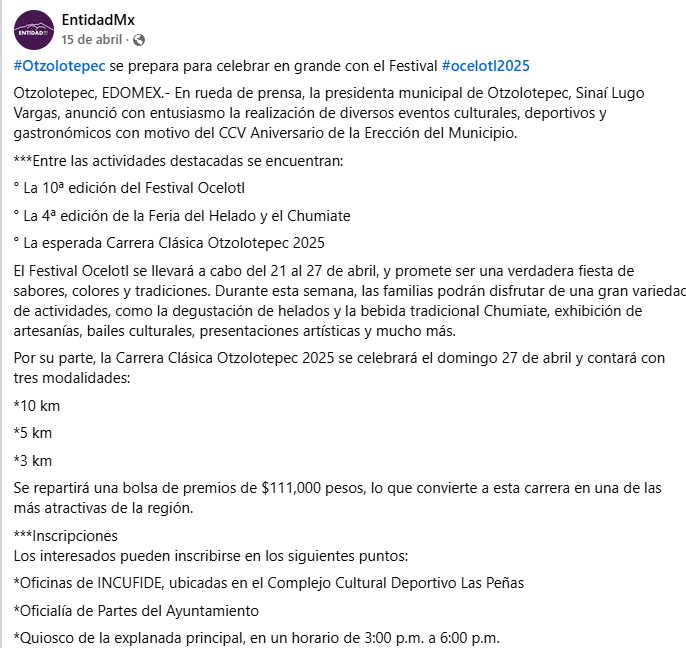 EntidadMx
15 de abril ·
ENTIDAD
#Otzolotepec se prepara para celebrar en grande con el Festival #ocelotl2025
Otzolotepec, EDOMEX.- En rueda de prensa, la presidenta municipal de Otzolotepec, Sinaí Lugo
Vargas, anunció con entusiasmo la realización de diversos eventos culturales, deportivos y
gastronómicos con motivo del CCV Aniversario de la Erección del Municipio.
***Entre las actividades destacadas se encuentran:
° La 10ª edición del Festival Ocelotl
° La 4ª edición de la Feria del Helado y el Chumiate
° La esperada Carrera Clásica Otzolotepec 2025
El Festival Ocelotl se llevará a cabo del 21 al 27 de abril, y promete ser una verdadera fiesta de
sabores, colores y tradiciones. Durante esta semana, las familias podrán disfrutar de una gran variedad
de actividades, como la degustación de helados y la bebida tradicional Chumiate, exhibición de
artesanías, bailes culturales, presentaciones artísticas y mucho más.
Por su parte, la Carrera Clásica Otzolotepec 2025 se celebrará el domingo 27 de abril y contará con
tres modalidades:
*10 km
*5 km
*3 km
Se repartirá una bolsa de premios de $111,000 pesos, lo que convierte a esta carrera en una de las
más atractivas de la región.
***Inscripciones
Los interesados pueden inscribirse en los siguientes puntos:
*Oficinas de INCUFIDE, ubicadas en el Complejo Cultural Deportivo Las Peñas
*Oficialía de Partes del Ayuntamiento
*Quiosco de la explanada principal, en un horario de 3:00 p.m. a 6:00 p.m.